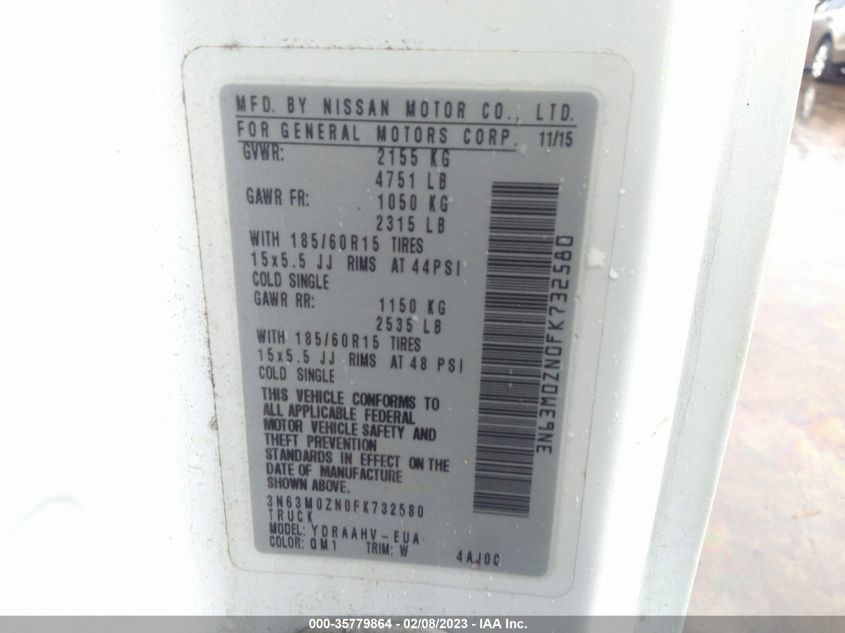 MFD. BY NISSAN MOTOR CO., LTD.
FOR GENERAL MOTORS CORP. 11/15
GVWR: 2155 KG
4751 LB
GAWR FR: 1050 KG
2315 LB
WITH 185/60R15 TIRES
15x5.5 JJ RIMS AT 44PSI
COLD SINGLE
GAWR RR: 1150 KG
2535 LB
WITH 185/60R15 TIRES
15x5.5 JJ RIMS AT 48 PSI
COLD SINGLE
THIS VEHICLE CONFORMS TO
ALL APPLICABLE FEDERAL
MOTOR VEHICLE SAFETY AND
THEFT PREVENTION
STANDARDS IN EFFECT ON THE
DATE OF MANUFACTURE
SHOWN ABOVE.
3N63M0ZN0FK732580
TRUCK
MODEL: YDRAAHV-EUA
COLOR: QM1 TRIM: W 4AJ0C
3N63M0ZN0FK732580
000-35779864 - 02/08/2023 - IAA Inc.